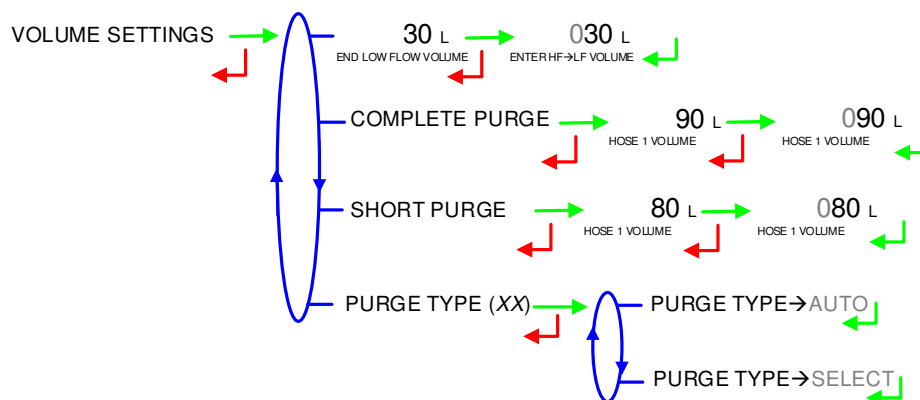 VOLUME SETTINGS
30 L
END LOW FLOW VOLUME
030 L
ENTER HF→LF VOLUME
COMPLETE PURGE
90 L
HOSE 1 VOLUME
090 L
HOSE 1 VOLUME
SHORT PURGE
80 L
HOSE 1 VOLUME
080 L
HOSE 1 VOLUME
PURGE TYPE (XX)
PURGE TYPE→AUTO
PURGE TYPE→SELECT